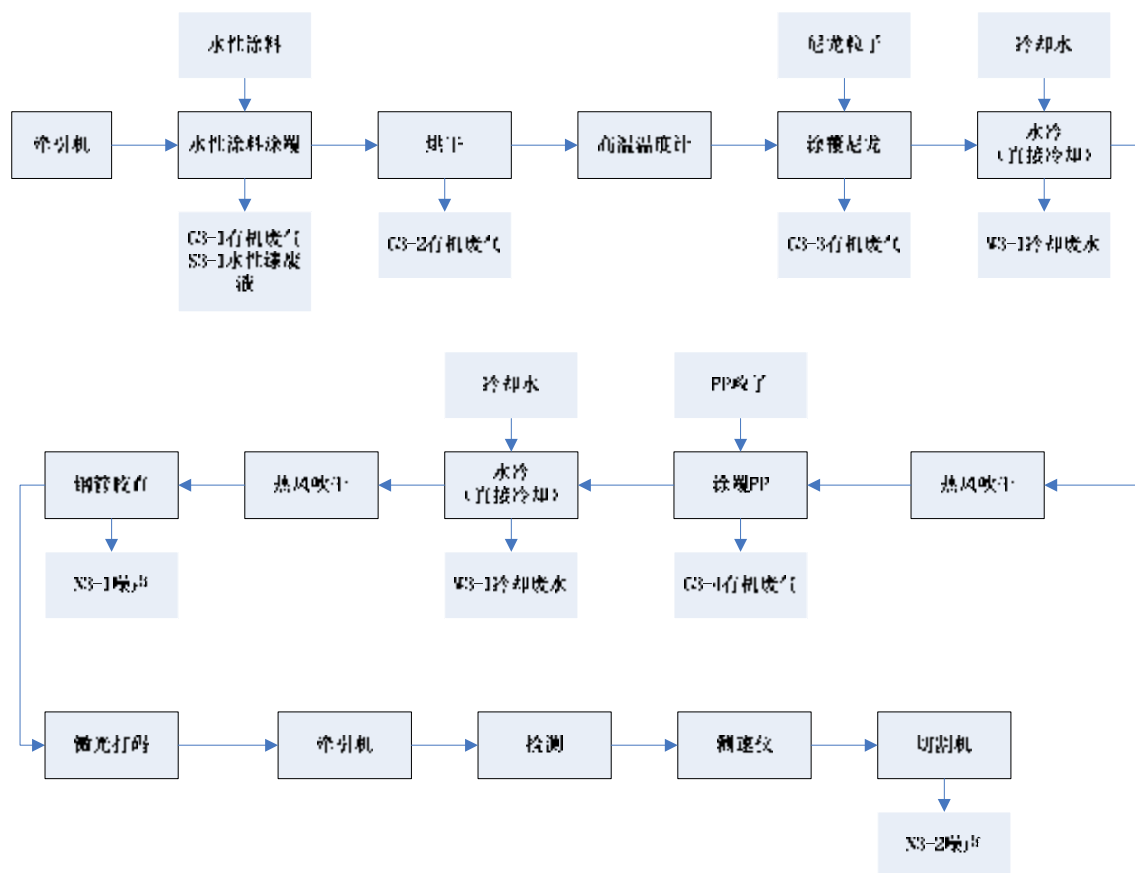 水性涂料
尼龙粒子
冷却水
牵引机
水性涂料涂覆
烘干
高温温度计
涂覆尼龙
水冷
(直接冷却)
G3-1有机废气
S3-1水性漆废
液
G3-2有机废气
G3-3有机废气
W3-1冷却废水
冷却水
PP粒子
钢管校直
热风吹干
水冷
(直接冷却)
涂覆PP
热风吹干
N3-1噪声
W3-1冷却废水
G3-4有机废气
激光打码
牵引机
检测
测速仪
切割机
N3-2噪声